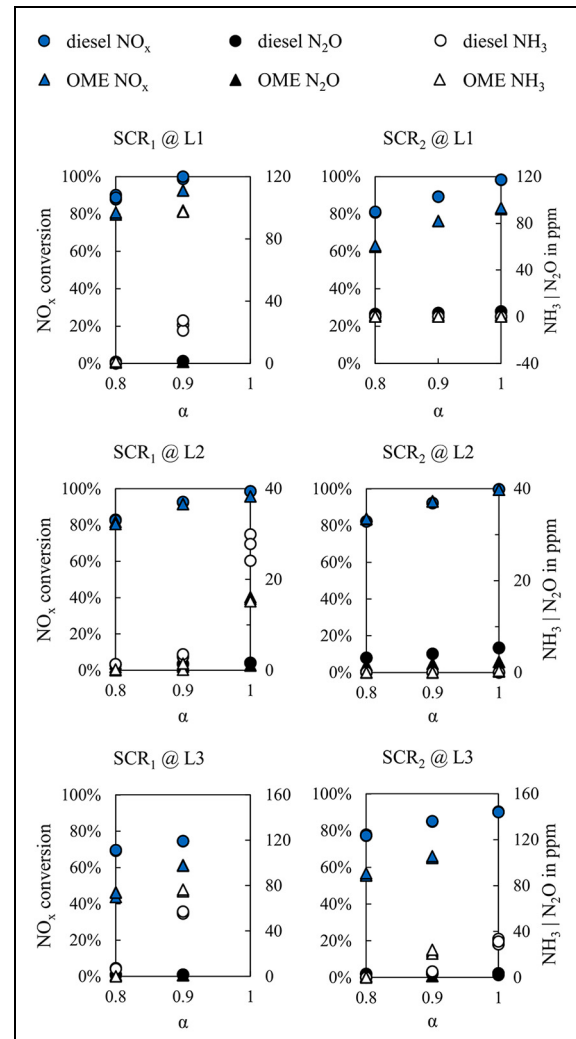 diesel NOₓ diesel N₂O diesel NH₃
OME NOₓ OME N₂O OME NH₃
SCR₁ @ L1 SCR₂ @ L1
100% 120 100% 120
80% 80% 80
80
60% 60%
40
40% 40%
40
20% 20% 0
0% 0 0% -40
0.8 0.9 1 0.8 0.9 1
α α
NOₓ conversion
NH₃ | N₂O in ppm
SCR₁ @ L2 SCR₂ @ L2
100% 40 100% 40
80% 80%
60% 60%
20 20
40% 40%
20% 20%
0% 0 0% 0
0.8 0.9 1 0.8 0.9 1
α α
NOₓ conversion
NH₃ | N₂O in ppm
SCR₁ @ L3 SCR₂ @ L3
100% 160 100% 160
80% 120 80% 120
60% 60%
80 80
40% 40%
40 40
20% 20%
0% 0 0% 0
0.8 0.9 1 0.8 0.9 1
α α
NOₓ conversion
NH₃ | N₂O in ppm